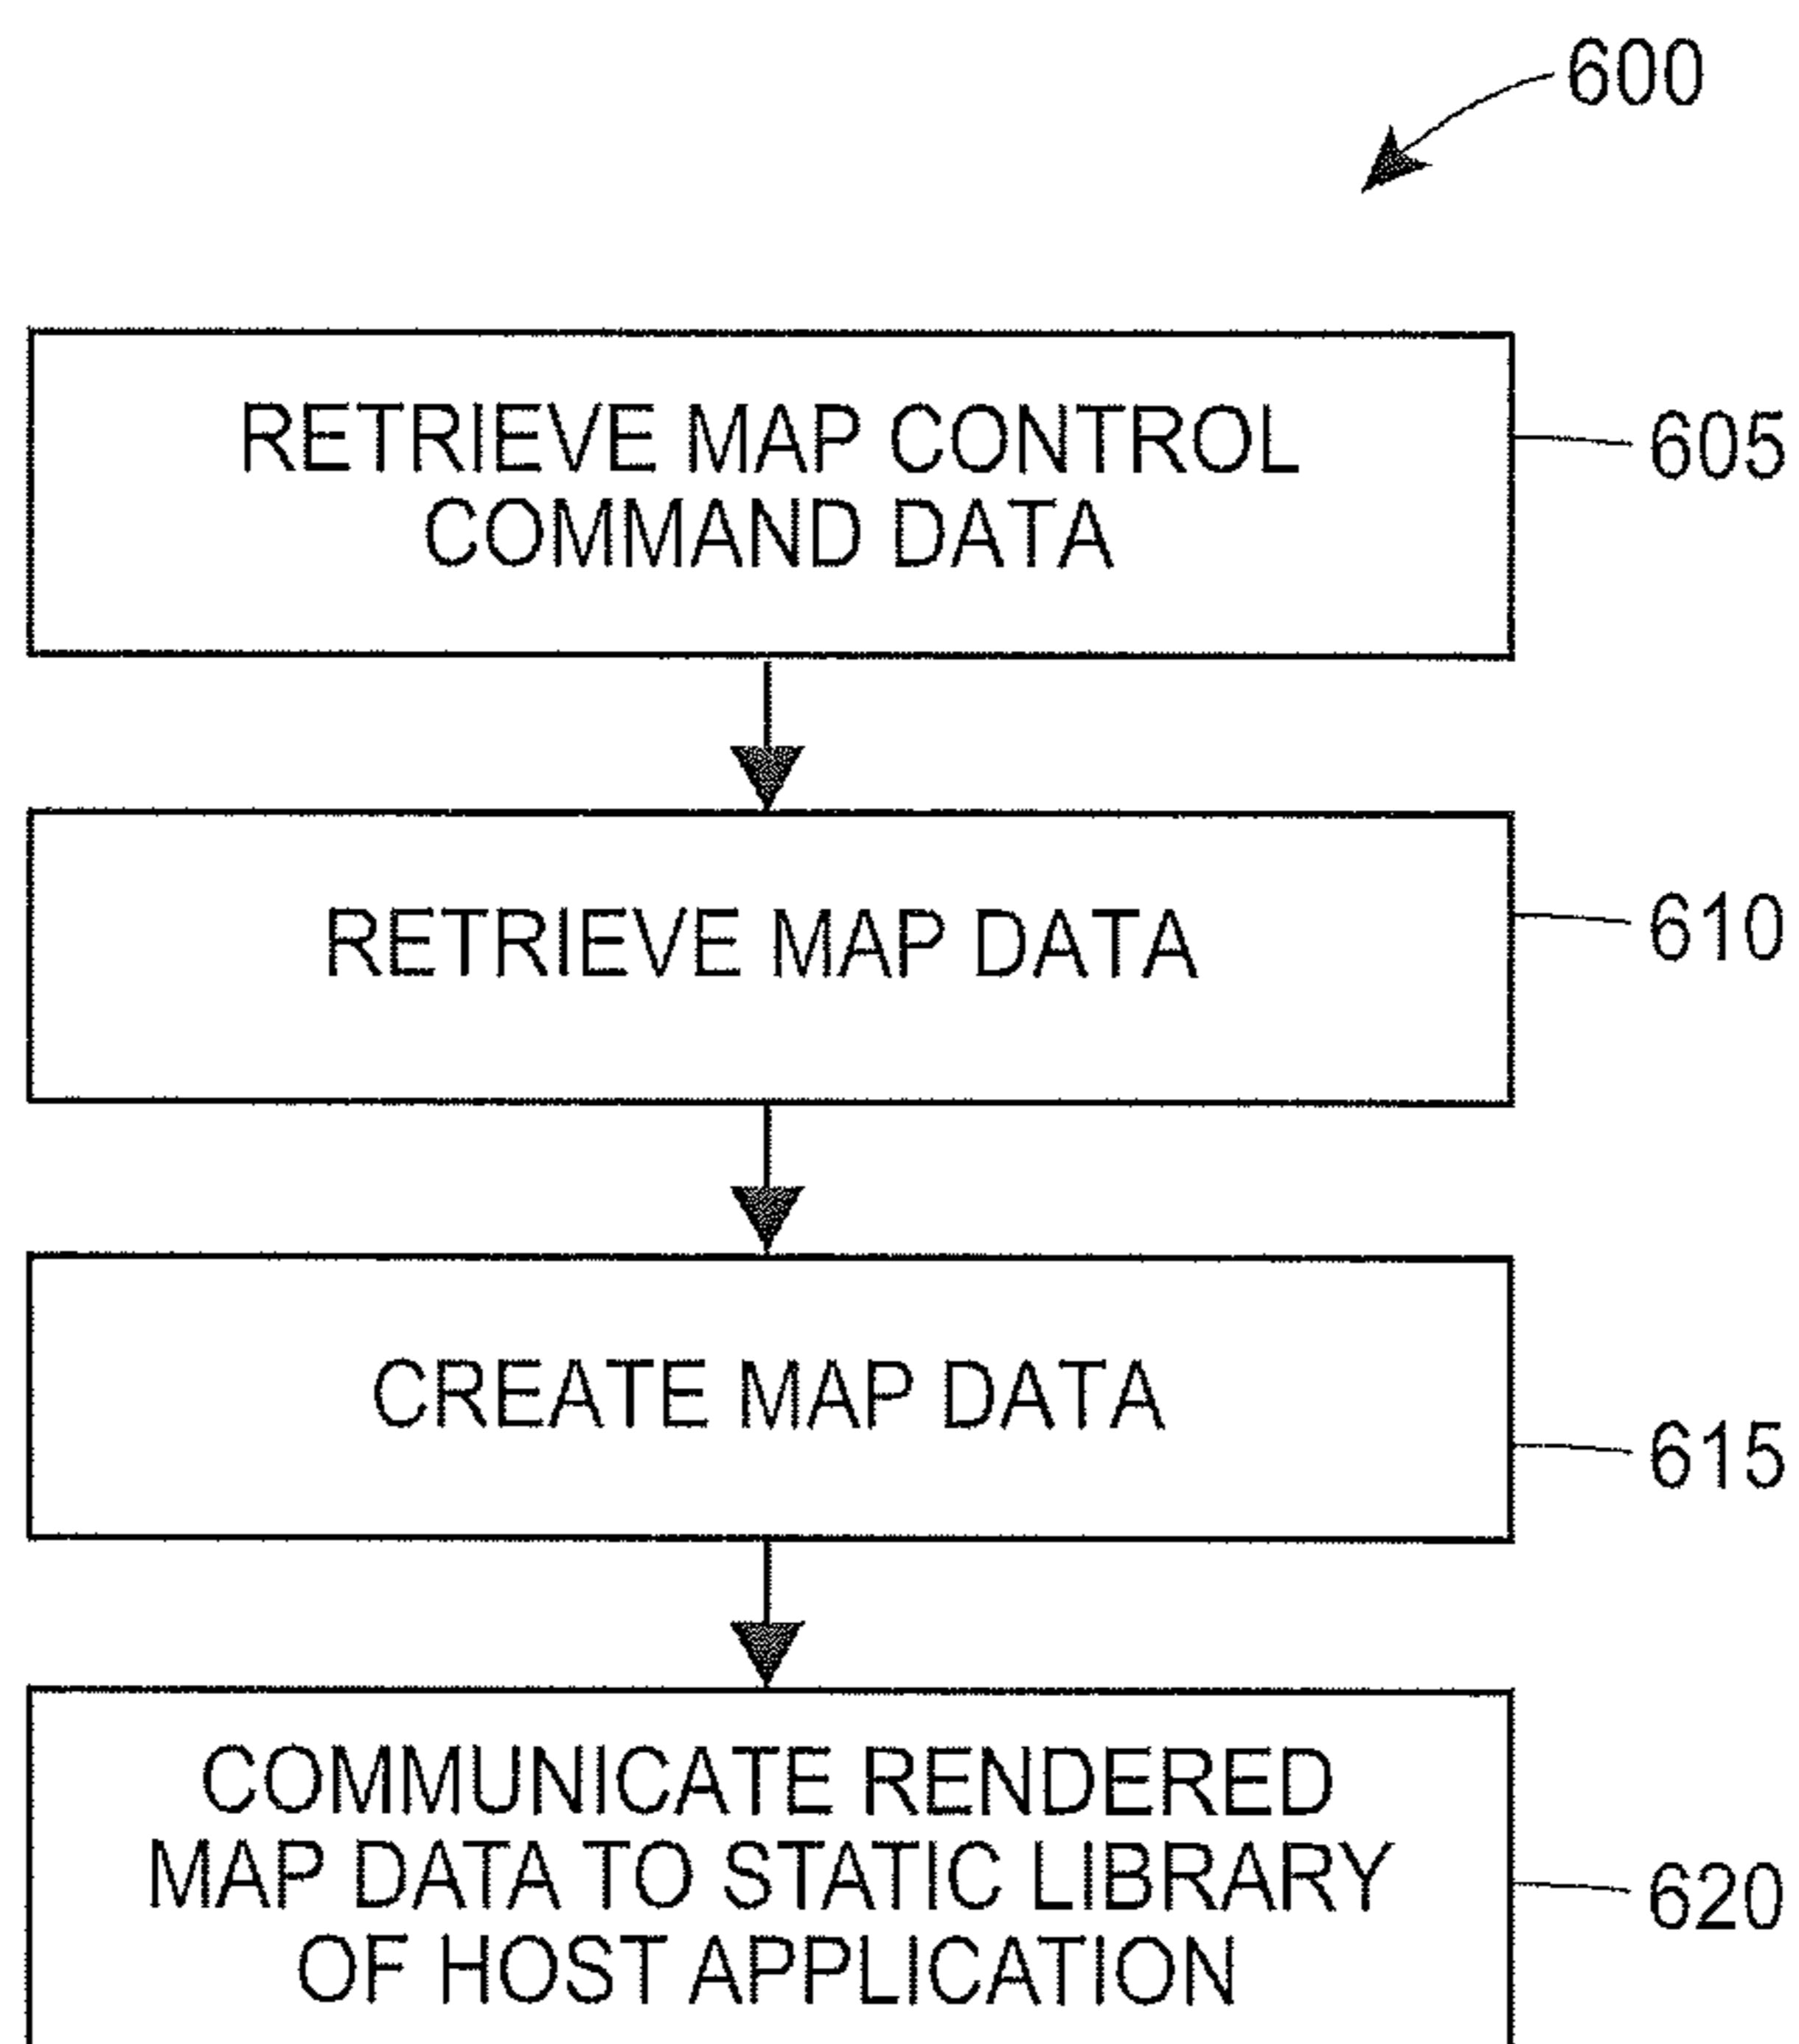 600
RETRIEVE MAP CONTROL
COMMAND DATA
605
RETRIEVE MAP DATA
610
CREATE MAP DATA
615
COMMUNICATE RENDERED
MAP DATA TO STATIC LIBRARY
OF HOST APPLICATION
620